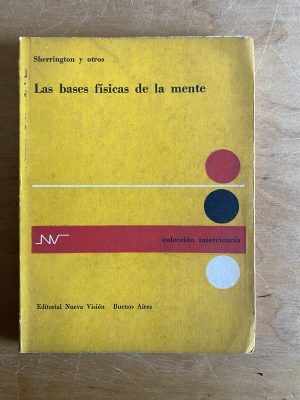 Sherrington y otros
Las bases físicas de la mente
NV
colección interciencia
Editorial Nueva Visión Buenos Aires